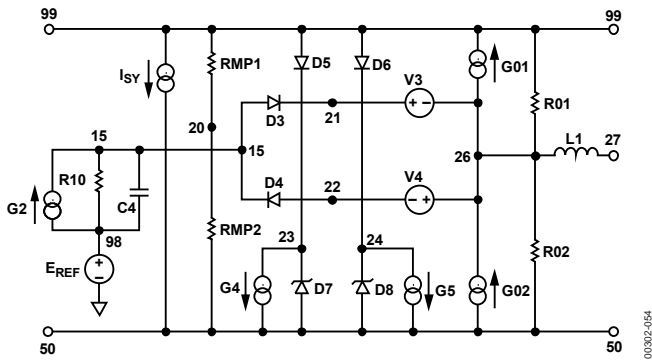 99
99
D5
D6
G01
ISY
RMP1
V3
+ −
R01
D3
21
20
L1
27
15
15
26
R10
D4
22
V4
− +
G2
C4
RMP2
98
23
24
R02
EREF
+
−
G4
D7
D8
G5
G02
50
50
00302-054